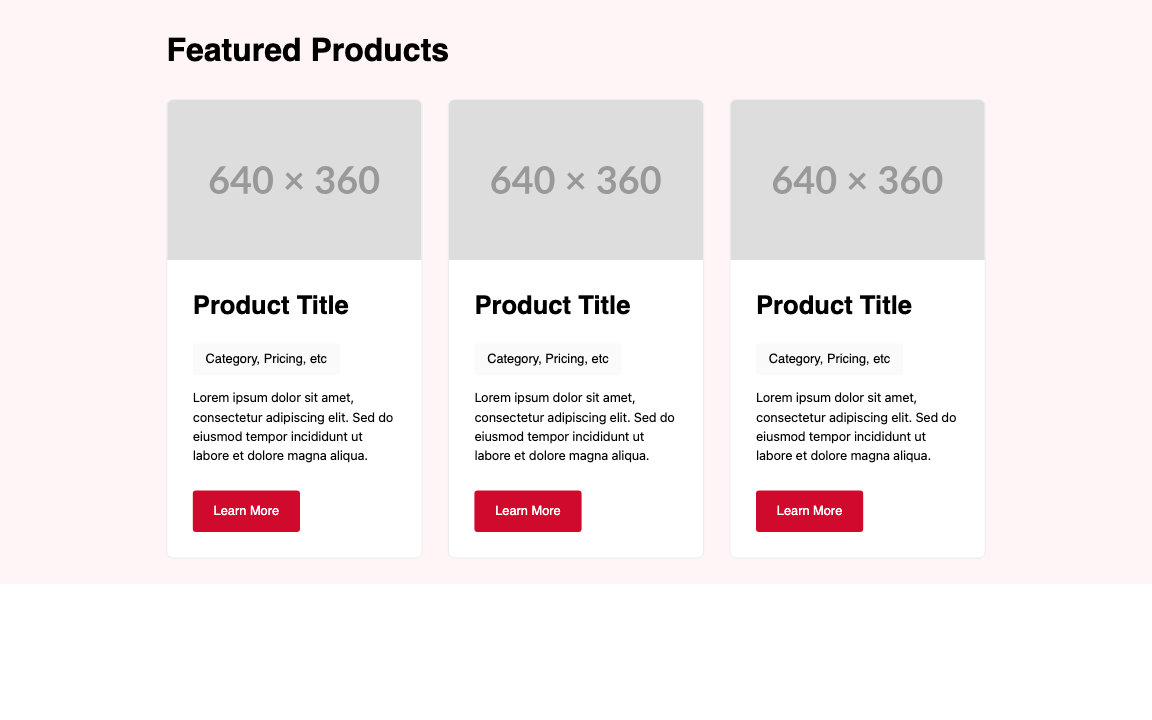 Featured Products
640 × 360
Product Title
Category, Pricing, etc
Lorem ipsum dolor sit amet,
consectetur adipiscing elit. Sed do
eiusmod tempor incididunt ut
labore et dolore magna aliqua.
Learn More
640 × 360
Product Title
Category, Pricing, etc
Lorem ipsum dolor sit amet,
consectetur adipiscing elit. Sed do
eiusmod tempor incididunt ut
labore et dolore magna aliqua.
Learn More
640 × 360
Product Title
Category, Pricing, etc
Lorem ipsum dolor sit amet,
consectetur adipiscing elit. Sed do
eiusmod tempor incididunt ut
labore et dolore magna aliqua.
Learn More